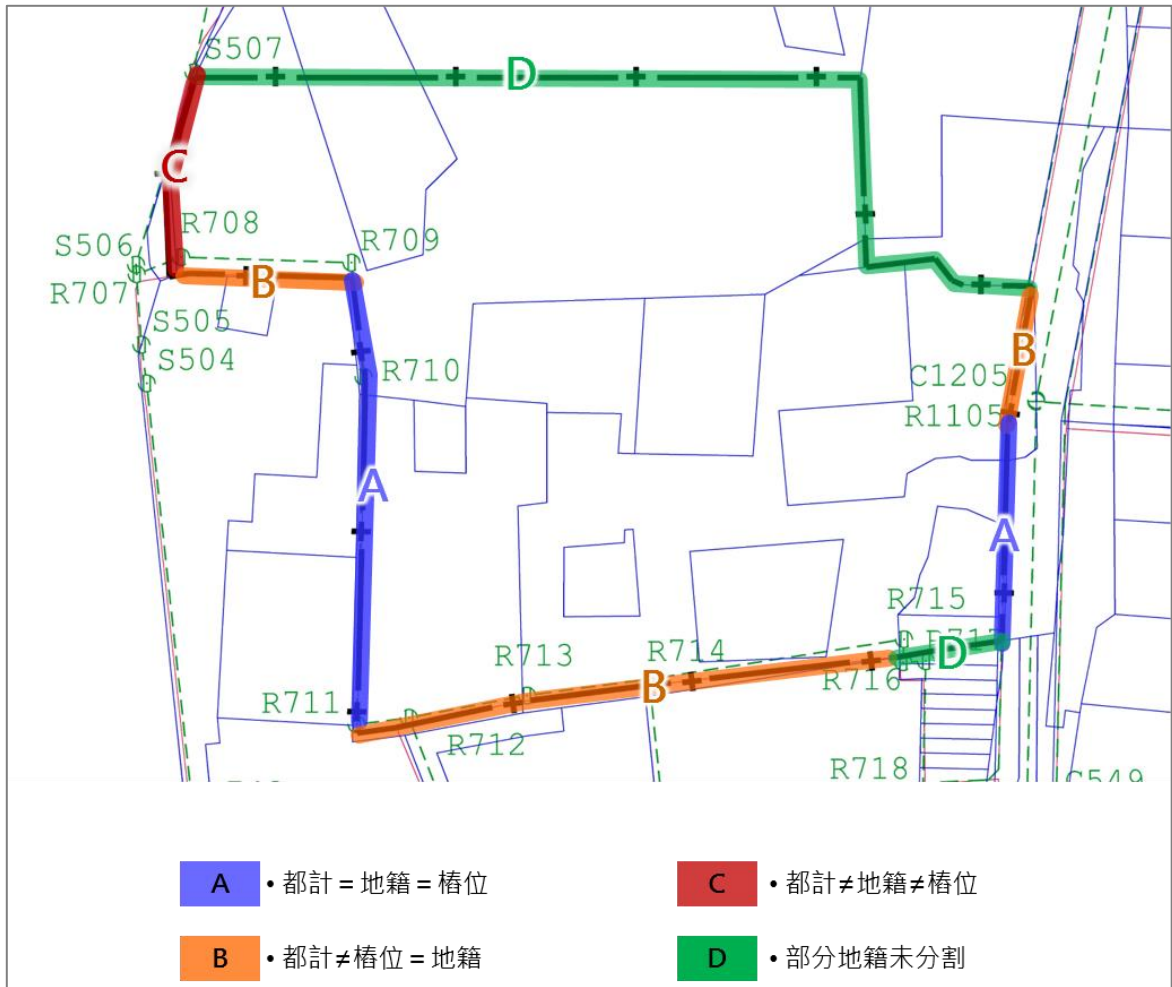 S507
D
C
R708
S506
R709
B
R707
S505
S504
R710
B
C1205
R1105
A
A
R715
R713
R714
D
B
R716
R711
R712
R718
A • 都計 = 地籍 = 樁位
C • 都計≠地籍≠樁位
B • 都計≠樁位 = 地籍
D • 部分地籍未分割